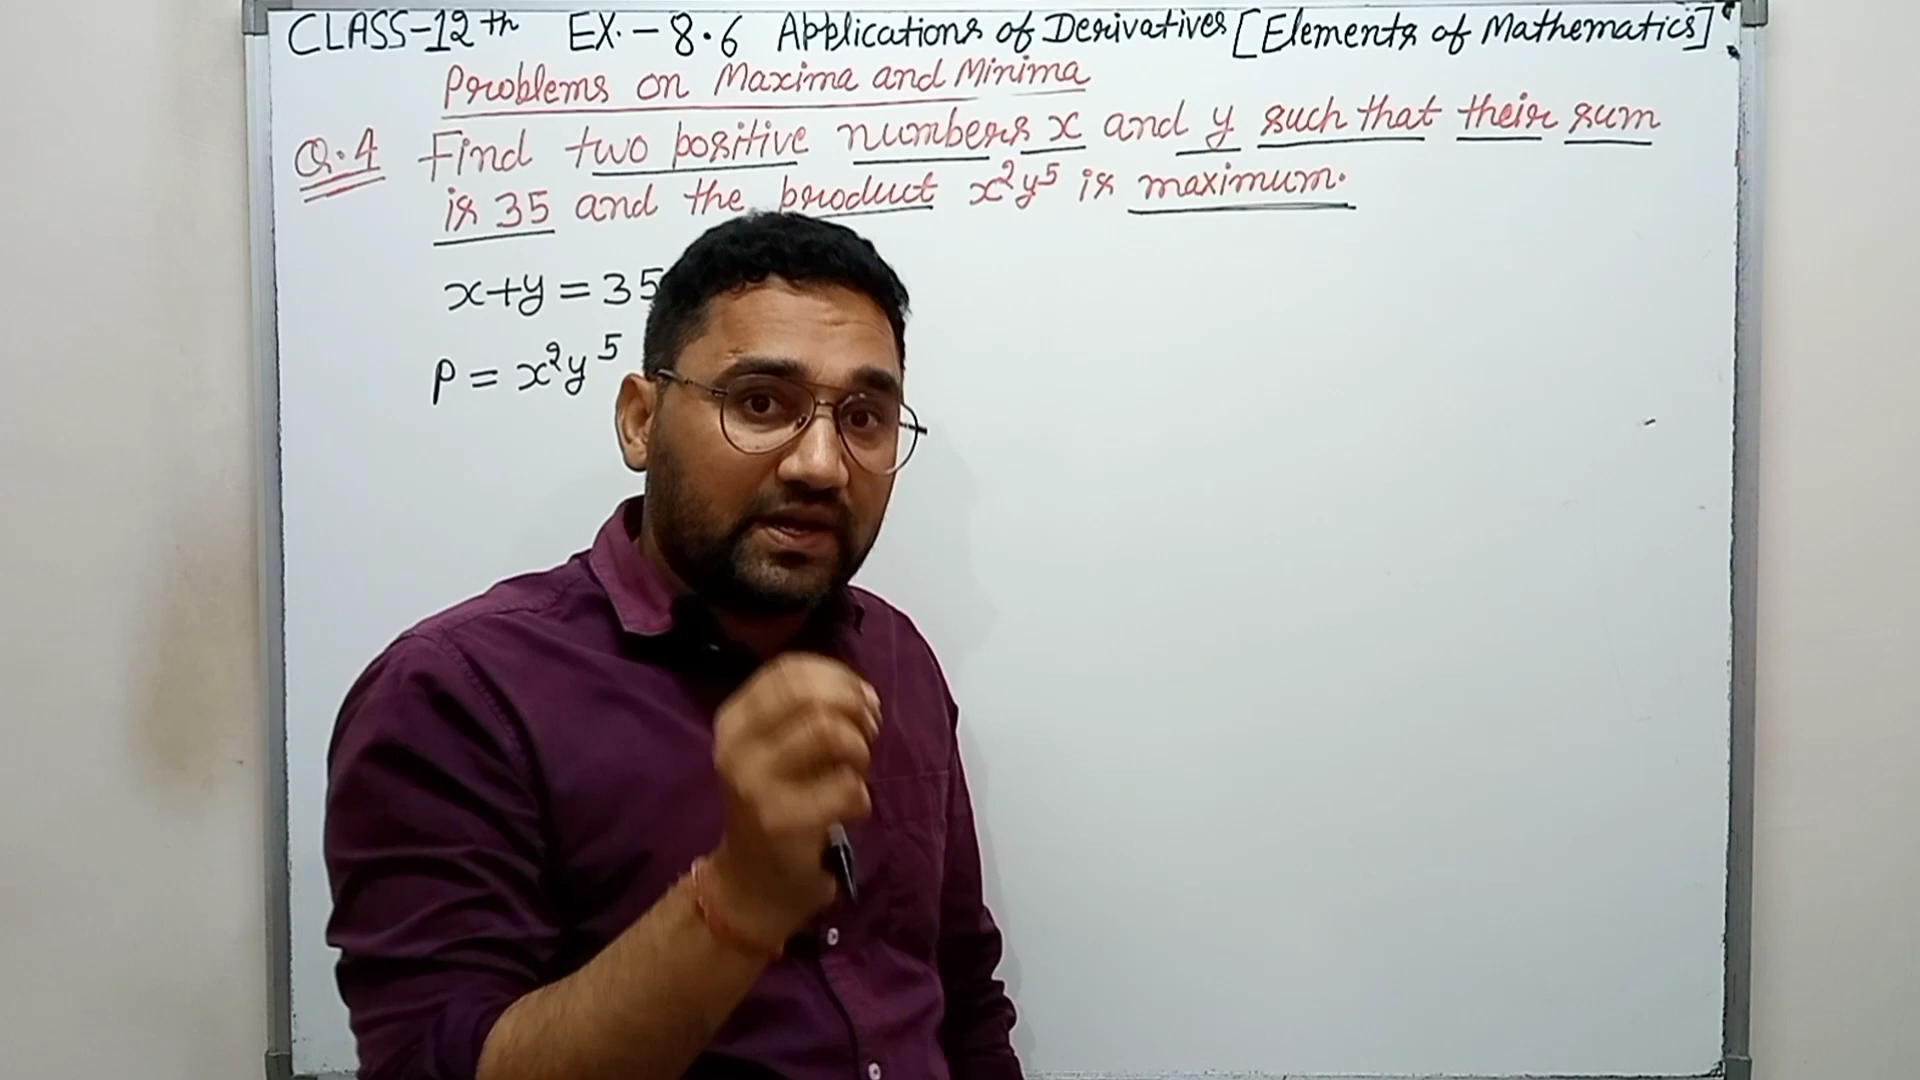 CLASS-12th EX.-8.6 Applications of Derivatives [Elements of Mathematics]
Problems on Maxima and Minima
Q.4 Find two positive numbers x and y such that their sum
is 35 and the product x²y⁵ is maximum.
x+y=35
P = x²y⁵